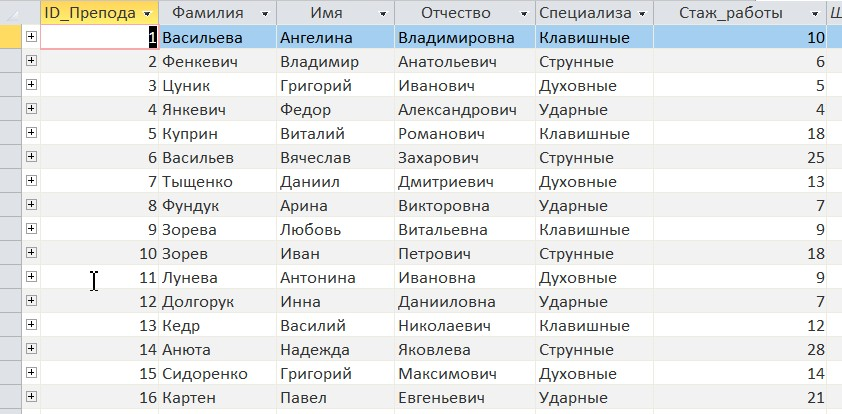 ID_Препода Фамилия Имя Отчество Специализа Стаж_работы
1 Васильева Ангелина Владимировна Клавишные 10
2 Фенкевич Владимир Анатольевич Струнные 6
3 Цуник Григорий Иванович Духовные 5
4 Янкевич Федор Александрович Ударные 4
5 Куприн Виталий Романович Клавишные 18
6 Васильев Вячеслав Захарович Струнные 25
7 Тыщенко Даниил Дмитриевич Духовные 13
8 Фундук Арина Викторовна Ударные 7
9 Зорева Любовь Витальевна Клавишные 9
10 Зорев Иван Петрович Струнные 18
11 Лунева Антонина Ивановна Духовные 9
12 Долгорук Инна Данииловна Ударные 7
13 Кедр Василий Николаевич Клавишные 12
14 Анюта Надежда Яковлева Струнные 28
15 Сидоренко Григорий Максимович Духовные 14
16 Картен Павел Евгеньевич Ударные 21